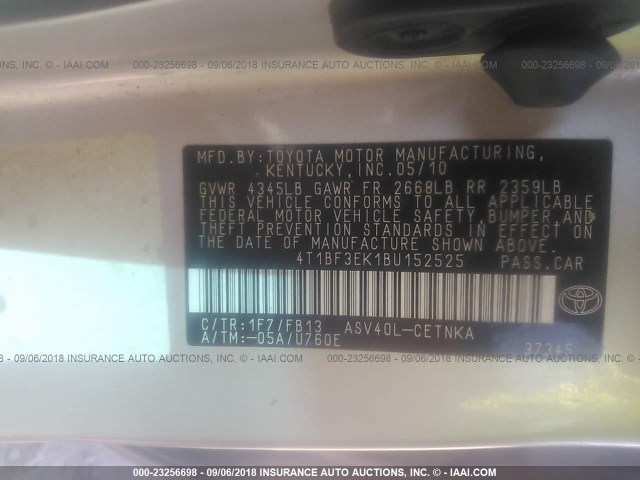 INC. - IAAI.COM 000-23256698 - 09/06/2018 INSURANCE AUTO AUCTIONS, INC. - IAAI.COM 000-23256698 - 09/06/2018
MFD.BY:TOYOTA MOTOR MANUFACTURING,
KENTUCKY,INC.05/10
GVWR 4345LB GAWR FR 2668LB RR 2359LB
THIS VEHICLE CONFORMS TO ALL APPLICABLE
FEDERAL MOTOR VEHICLE SAFETY,BUMPER,AND
THEFT PREVENTION STANDARDS IN EFFECT ON
THE DATE OF MANUFACTURE SHOWN ABOVE.
4T1BF3EK1BU152525 PASS.CAR
C/TR:1F7/FB13 ASV40L-CETNKA
A/TM:-05A/U760E
37345
INC. - IAAI.COM 000-23256698 - 09/06/2018 INSURANCE AUTO AUCTIONS, INC. - IAAI.COM 000-23256698 - 09/06/2018
000-23256698 - 09/06/2018 INSURANCE AUTO AUCTIONS, INC. - IAAI.COM